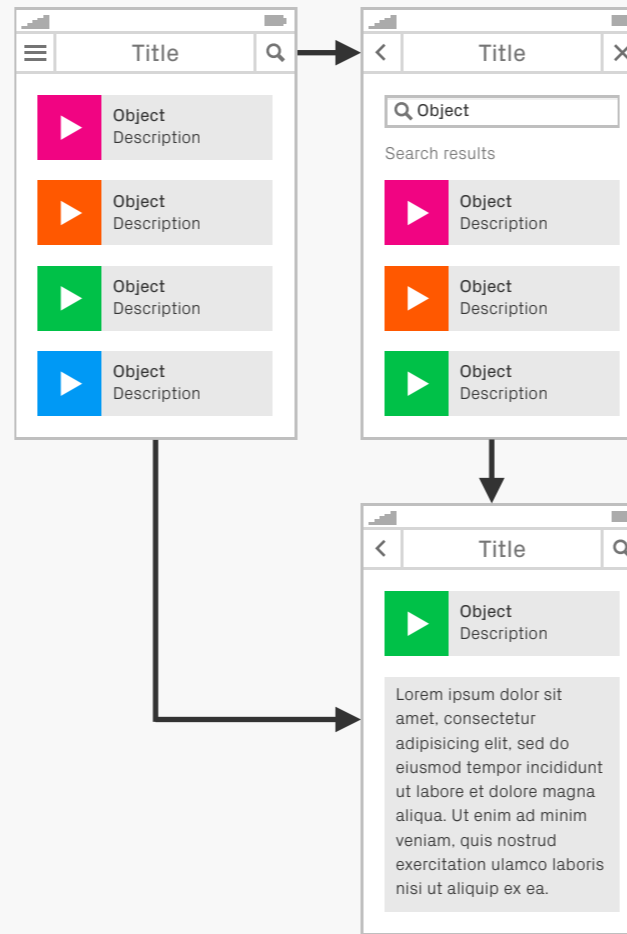 Title
Object
Description
Object
Description
Object
Description
Object
Description
Title
Object
Search results
Object
Description
Object
Description
Object
Description
Title
Object
Description
Lorem ipsum dolor sit
amet, consectetur
adipisicing elit, sed do
eiusmod tempor incididunt
ut labore et dolore magna
aliqua. Ut enim ad minim
veniam, quis nostrud
exercitation ulamco laboris
nisi ut aliquip ex ea.